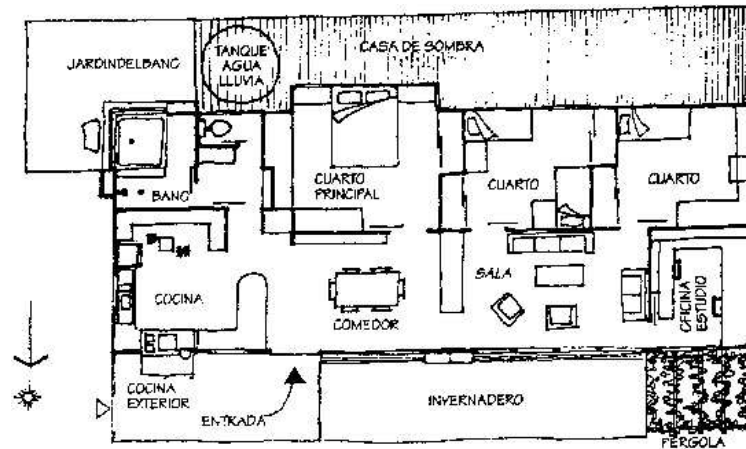 JARDINDELBANO
TANQUE
AGUA
LLUVIA
CASA DE SOMBRA
BANO
CUARTO
PRINCIPAL
CUARTO
CUARTO
COCINA
COMEDOR
SALA
OFICINA
ESTUDIO
COCINA
EXTERIOR
ENTRADA
INVERNADERO
PERGOLA